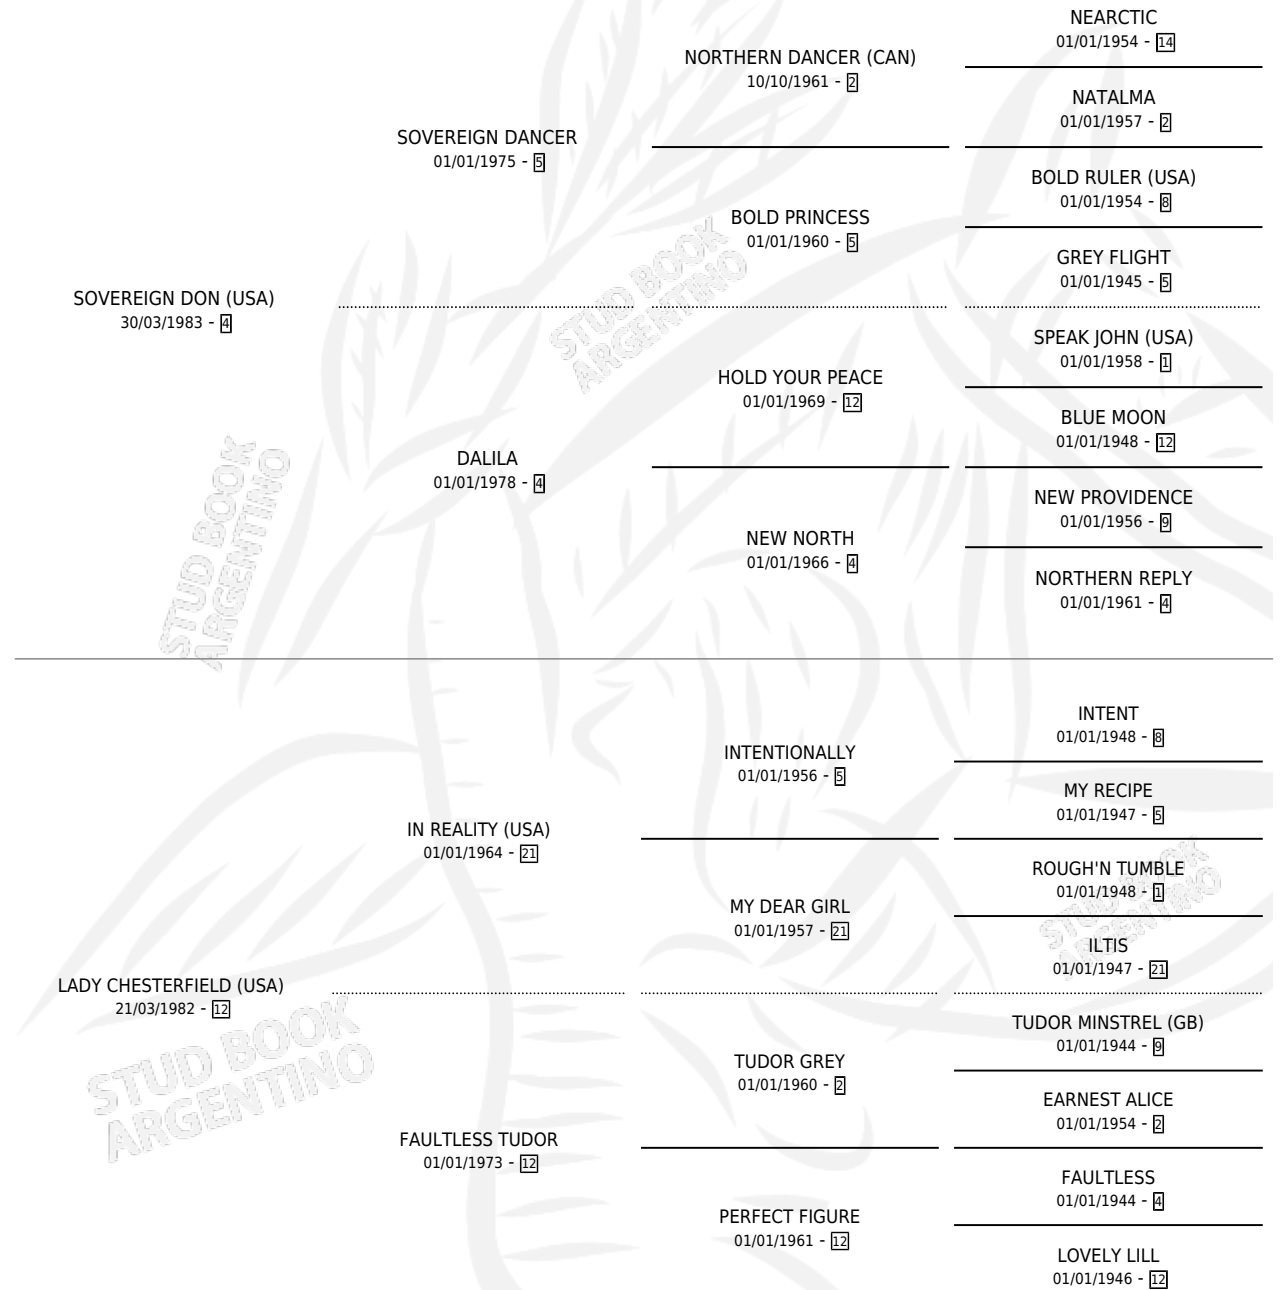 NEARCTIC
01/01/1954 - 14
NORTHERN DANCER (CAN)
10/10/1961 - 2
NATALMA
01/01/1957 - 2
SOVEREIGN DANCER
01/01/1975 - 5
BOLD RULER (USA)
01/01/1954 - 8
BOLD PRINCESS
01/01/1960 - 5
GREY FLIGHT
01/01/1945 - 5
SOVEREIGN DON (USA)
30/03/1983 - 4
STUD BOOK
ARGENTINO
SPEAK JOHN (USA)
01/01/1958 - 1
HOLD YOUR PEACE
01/01/1969 - 12
BLUE MOON
01/01/1948 - 12
DALILA
01/01/1978 - 4
NEW PROVIDENCE
01/01/1956 - 9
NEW NORTH
01/01/1966 - 4
NORTHERN REPLY
01/01/1961 - 4
STUD BOOK
ARGENTINO
INTENT
01/01/1948 - 8
INTENTIONALLY
01/01/1956 - 5
MY RECIPE
01/01/1947 - 5
IN REALITY (USA)
01/01/1964 - 21
ROUGH'N TUMBLE
01/01/1948 - 1
MY DEAR GIRL
01/01/1957 - 21
ILTIS
01/01/1947 - 21
STUD BOOK
ARGENTINO
LADY CHESTERFIELD (USA)
21/03/1982 - 12
TUDOR MINSTREL (GB)
01/01/1944 - 9
TUDOR GREY
01/01/1960 - 2
EARNEST ALICE
01/01/1954 - 2
STUD BOOK
ARGENTINO
FAULTLESS TUDOR
01/01/1973 - 12
FAULTLESS
01/01/1944 - 4
PERFECT FIGURE
01/01/1961 - 12
LOVELY LILL
01/01/1946 - 12